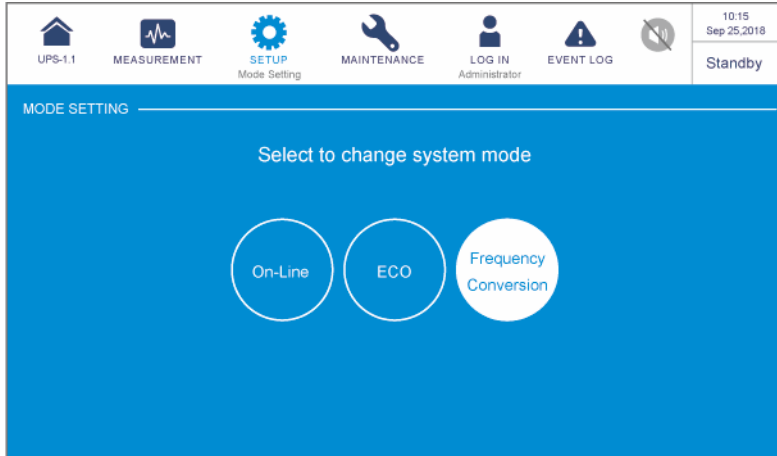 UPS-1.1
MEASUREMENT
SETUP
Mode Setting
MAINTENANCE
LOG IN
Administrator
EVENT LOG
10:15
Sep 25,2018
Standby
MODE SETTING
Select to change system mode
On-Line
ECO
Frequency
Conversion